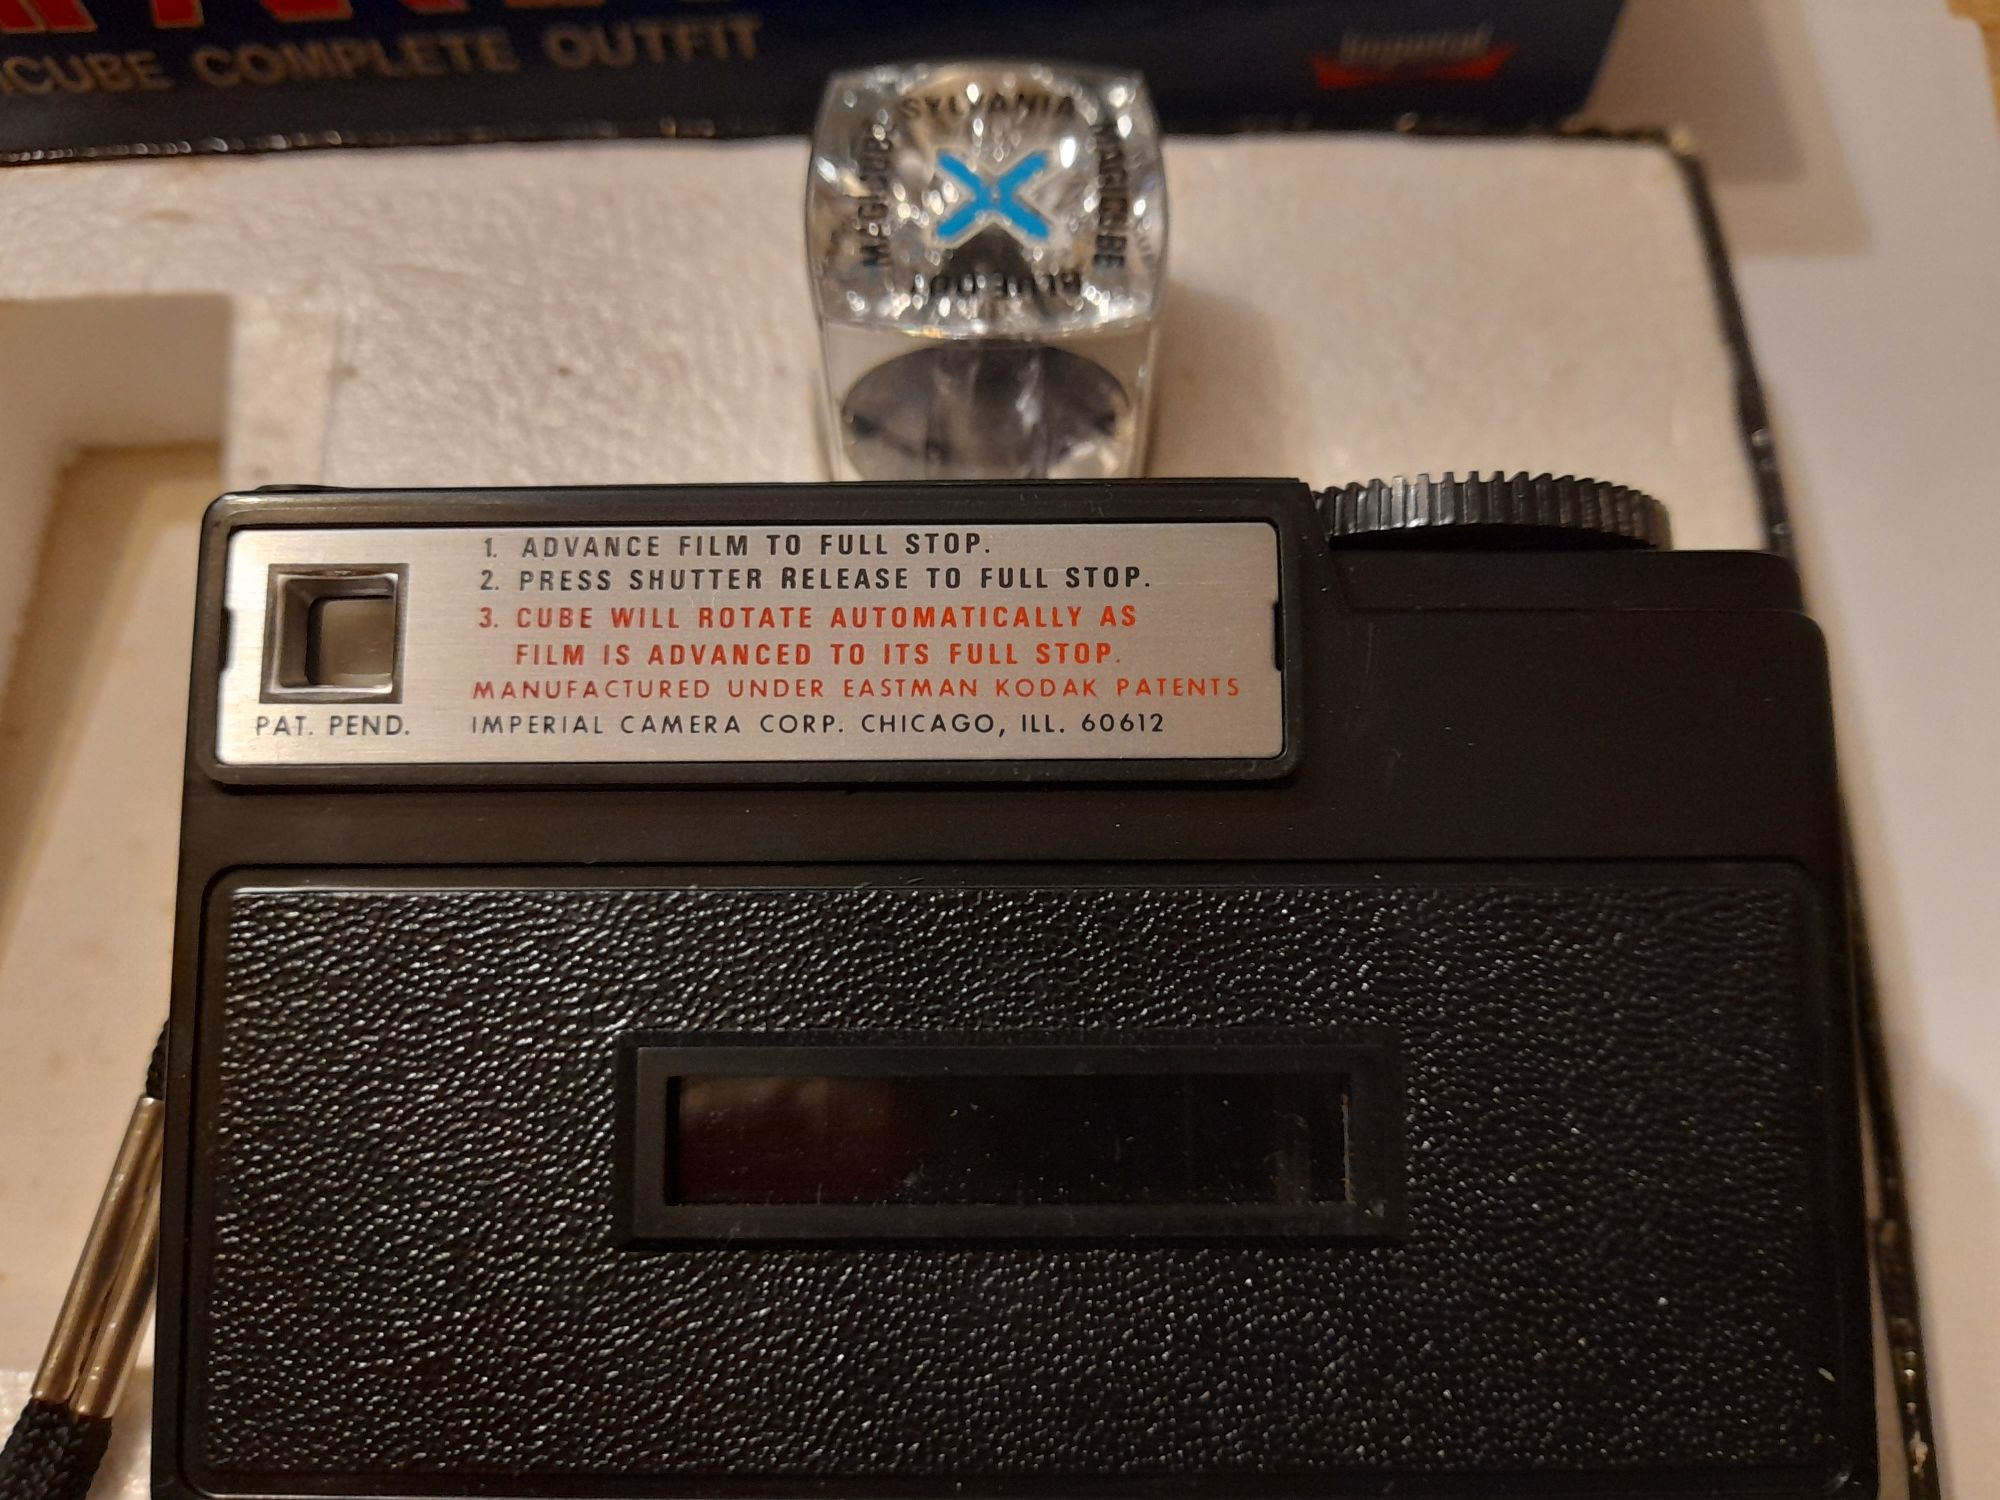 COMPLETE OUTFIT
Imperial
SYLVANIA
MAGICUBE
MAGICUBE
BLUE DOT
1. ADVANCE FILM TO FULL STOP.
2. PRESS SHUTTER RELEASE TO FULL STOP.
3. CUBE WILL ROTATE AUTOMATICALLY AS
FILM IS ADVANCED TO ITS FULL STOP.
MANUFACTURED UNDER EASTMAN KODAK PATENTS
PAT. PEND. IMPERIAL CAMERA CORP. CHICAGO, ILL. 60612